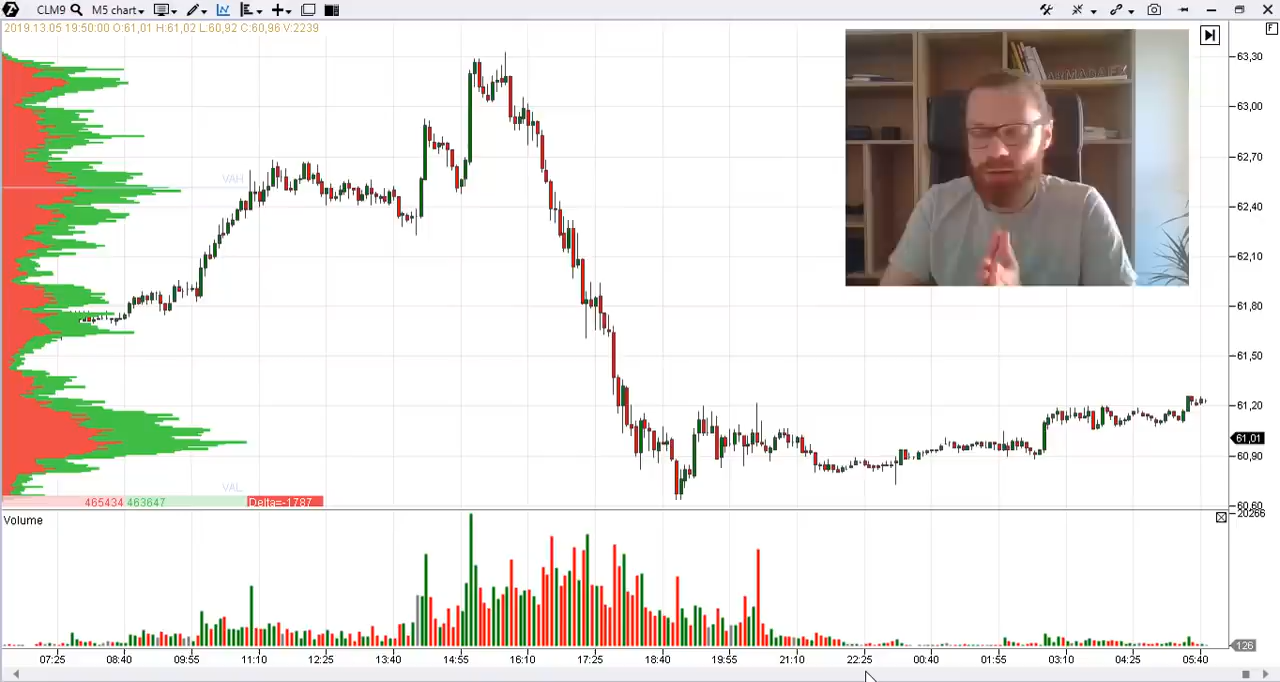 CLM9 M5 chart
2019.13.05 19:50:00 O:61,01 H:61,02 L:60,92 C:60,96 V:2239
F
63,30
63,00
62,70
VAH
62,40
62,10
61,80
61,50
61,20
61,01
60,90
VAL
465434 463647 Delta=-1787
60,60
Volume
20266
126
07:25 08:40 09:55 11:10 12:25 13:40 14:55 16:10 17:25 18:40 19:55 21:10 22:25 00:40 01:55 03:10 04:25 05:40